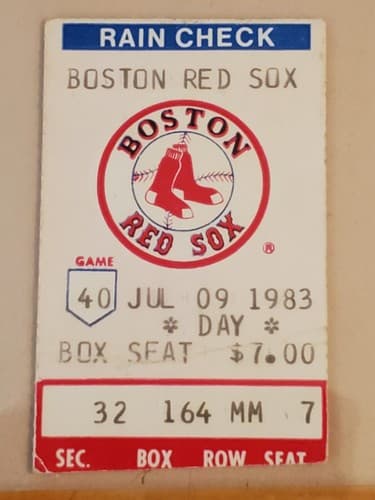 RAIN CHECK
BOSTON RED SOX
BOSTON
RED SOX
®
GAME
40 JUL 09 1983
* DAY *
BOX SEAT $7.00
32 164 MM 7
SEC. BOX ROW SEAT